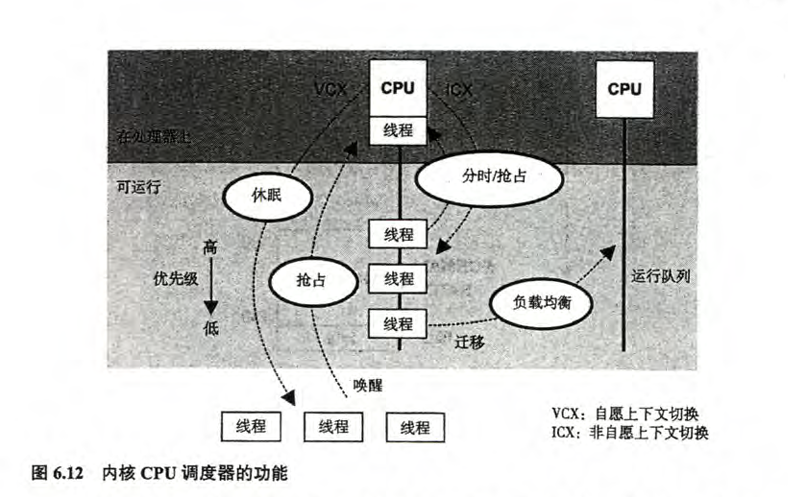 VCX
CPU
ICX
CPU
线程
在处理器上
可运行
休眠
分时/抢占
线程
高
优先级
抢占
线程
运行队列
负载均衡
低
线程
迁移
唤醒
线程
线程
线程
VCX：自愿上下文切换
ICX：非自愿上下文切换
图 6.12 内核 CPU 调度器的功能